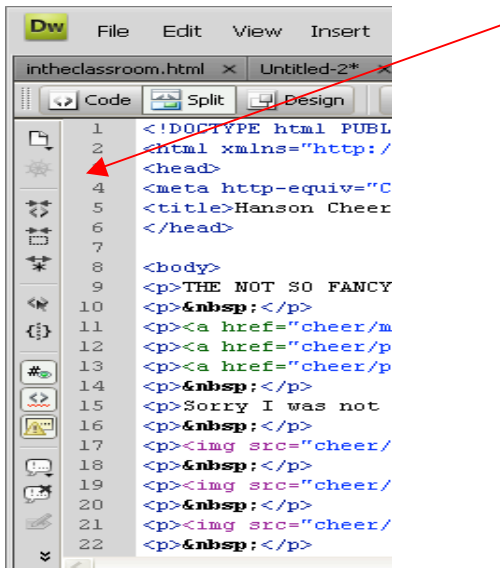 Dw File Edit View Insert
intheclassroom.html × Untitled-2* ×
Code Split Design
1 <!DOCTYPE html PUBL
2 <html xmlns="http:/
<head>
4 <meta http-equiv="C
5 <title>Hanson Cheer
6 </head>
7
8 <body>
9 <p>THE NOT SO FANCY
10 <p>&nbsp;</p>
11 <p><a href="cheer/m
12 <p><a href="cheer/p
13 <p><a href="cheer/p
14 <p>&nbsp;</p>
15 <p>Sorry I was not
16 <p>&nbsp;</p>
17 <p><img src="cheer/
18 <p>&nbsp;</p>
19 <p><img src="cheer/
20 <p>&nbsp;</p>
21 <p><img src="cheer/
22 <p>&nbsp;</p>